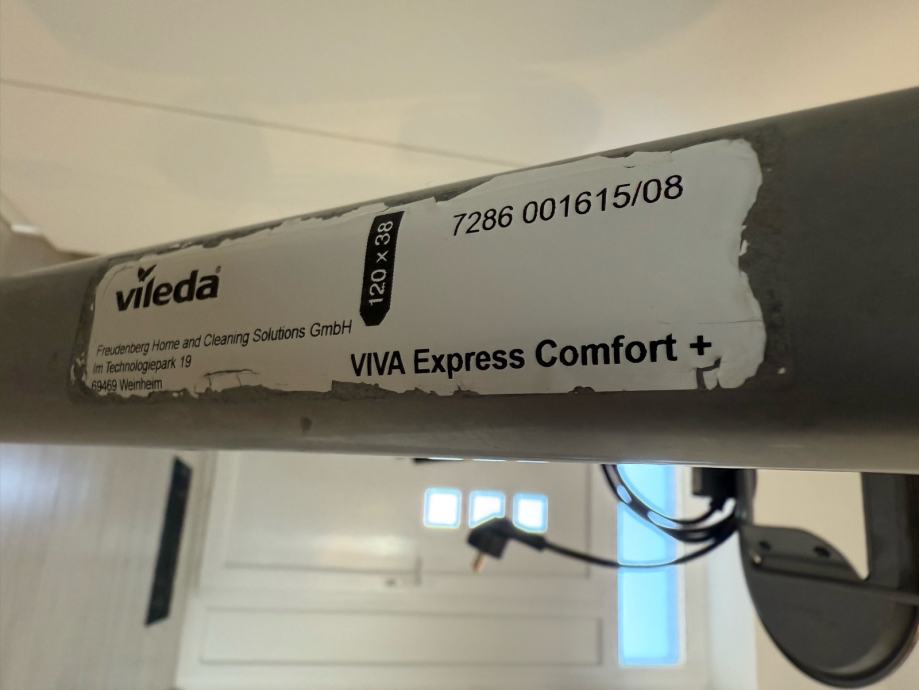 vileda®
Freudenberg Home and Cleaning Solutions GmbH
Im Technologiepark 19
69469 Weinheim
120 x 38
7286 001615/08
VIVA Express Comfort +